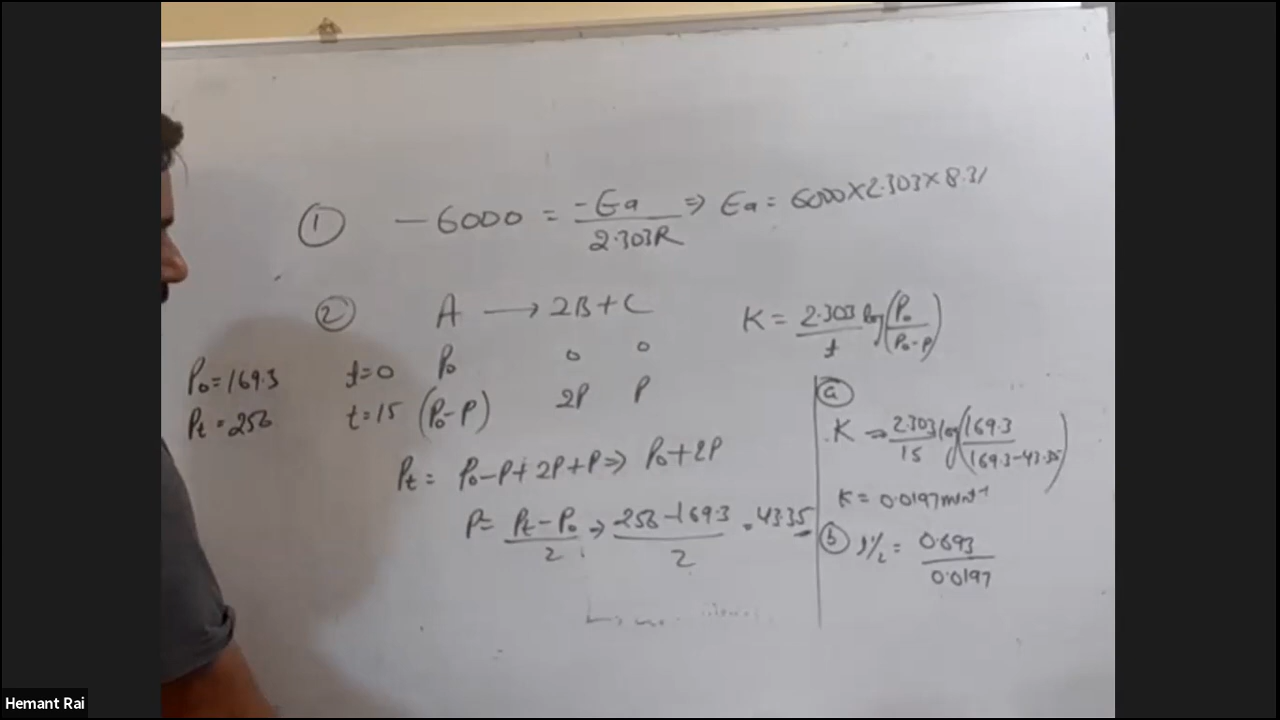 ① -6000 = -Ea/2.303R ⇒ Ea = 6000×2.303×8.31
② A → 2B+C
P₀=169.3 t=0 P₀ 0 0
Pt=256 t=15 (P₀-P) 2P P
Pt = P₀-P+2P+P ⇒ P₀+2P
P= Pt-P₀/2 ⇒ 256-169.3/2 = 43.35
K = 2.303/t log(P₀/P₀-P)
ⓐ
K ⇒ 2.303/15 log(169.3/169.3-43.35)
K = 0.0197 min⁻¹
ⓑ t½ = 0.693/0.0197
Hemant Rai